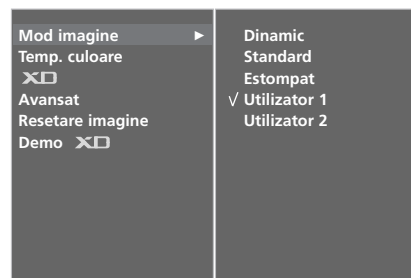 Mod imagine ►
Temp. culoare
XD
Avansat
Resetare imagine
Demo XD
Dinamic
Standard
Estompat
√ Utilizator 1
Utilizator 2